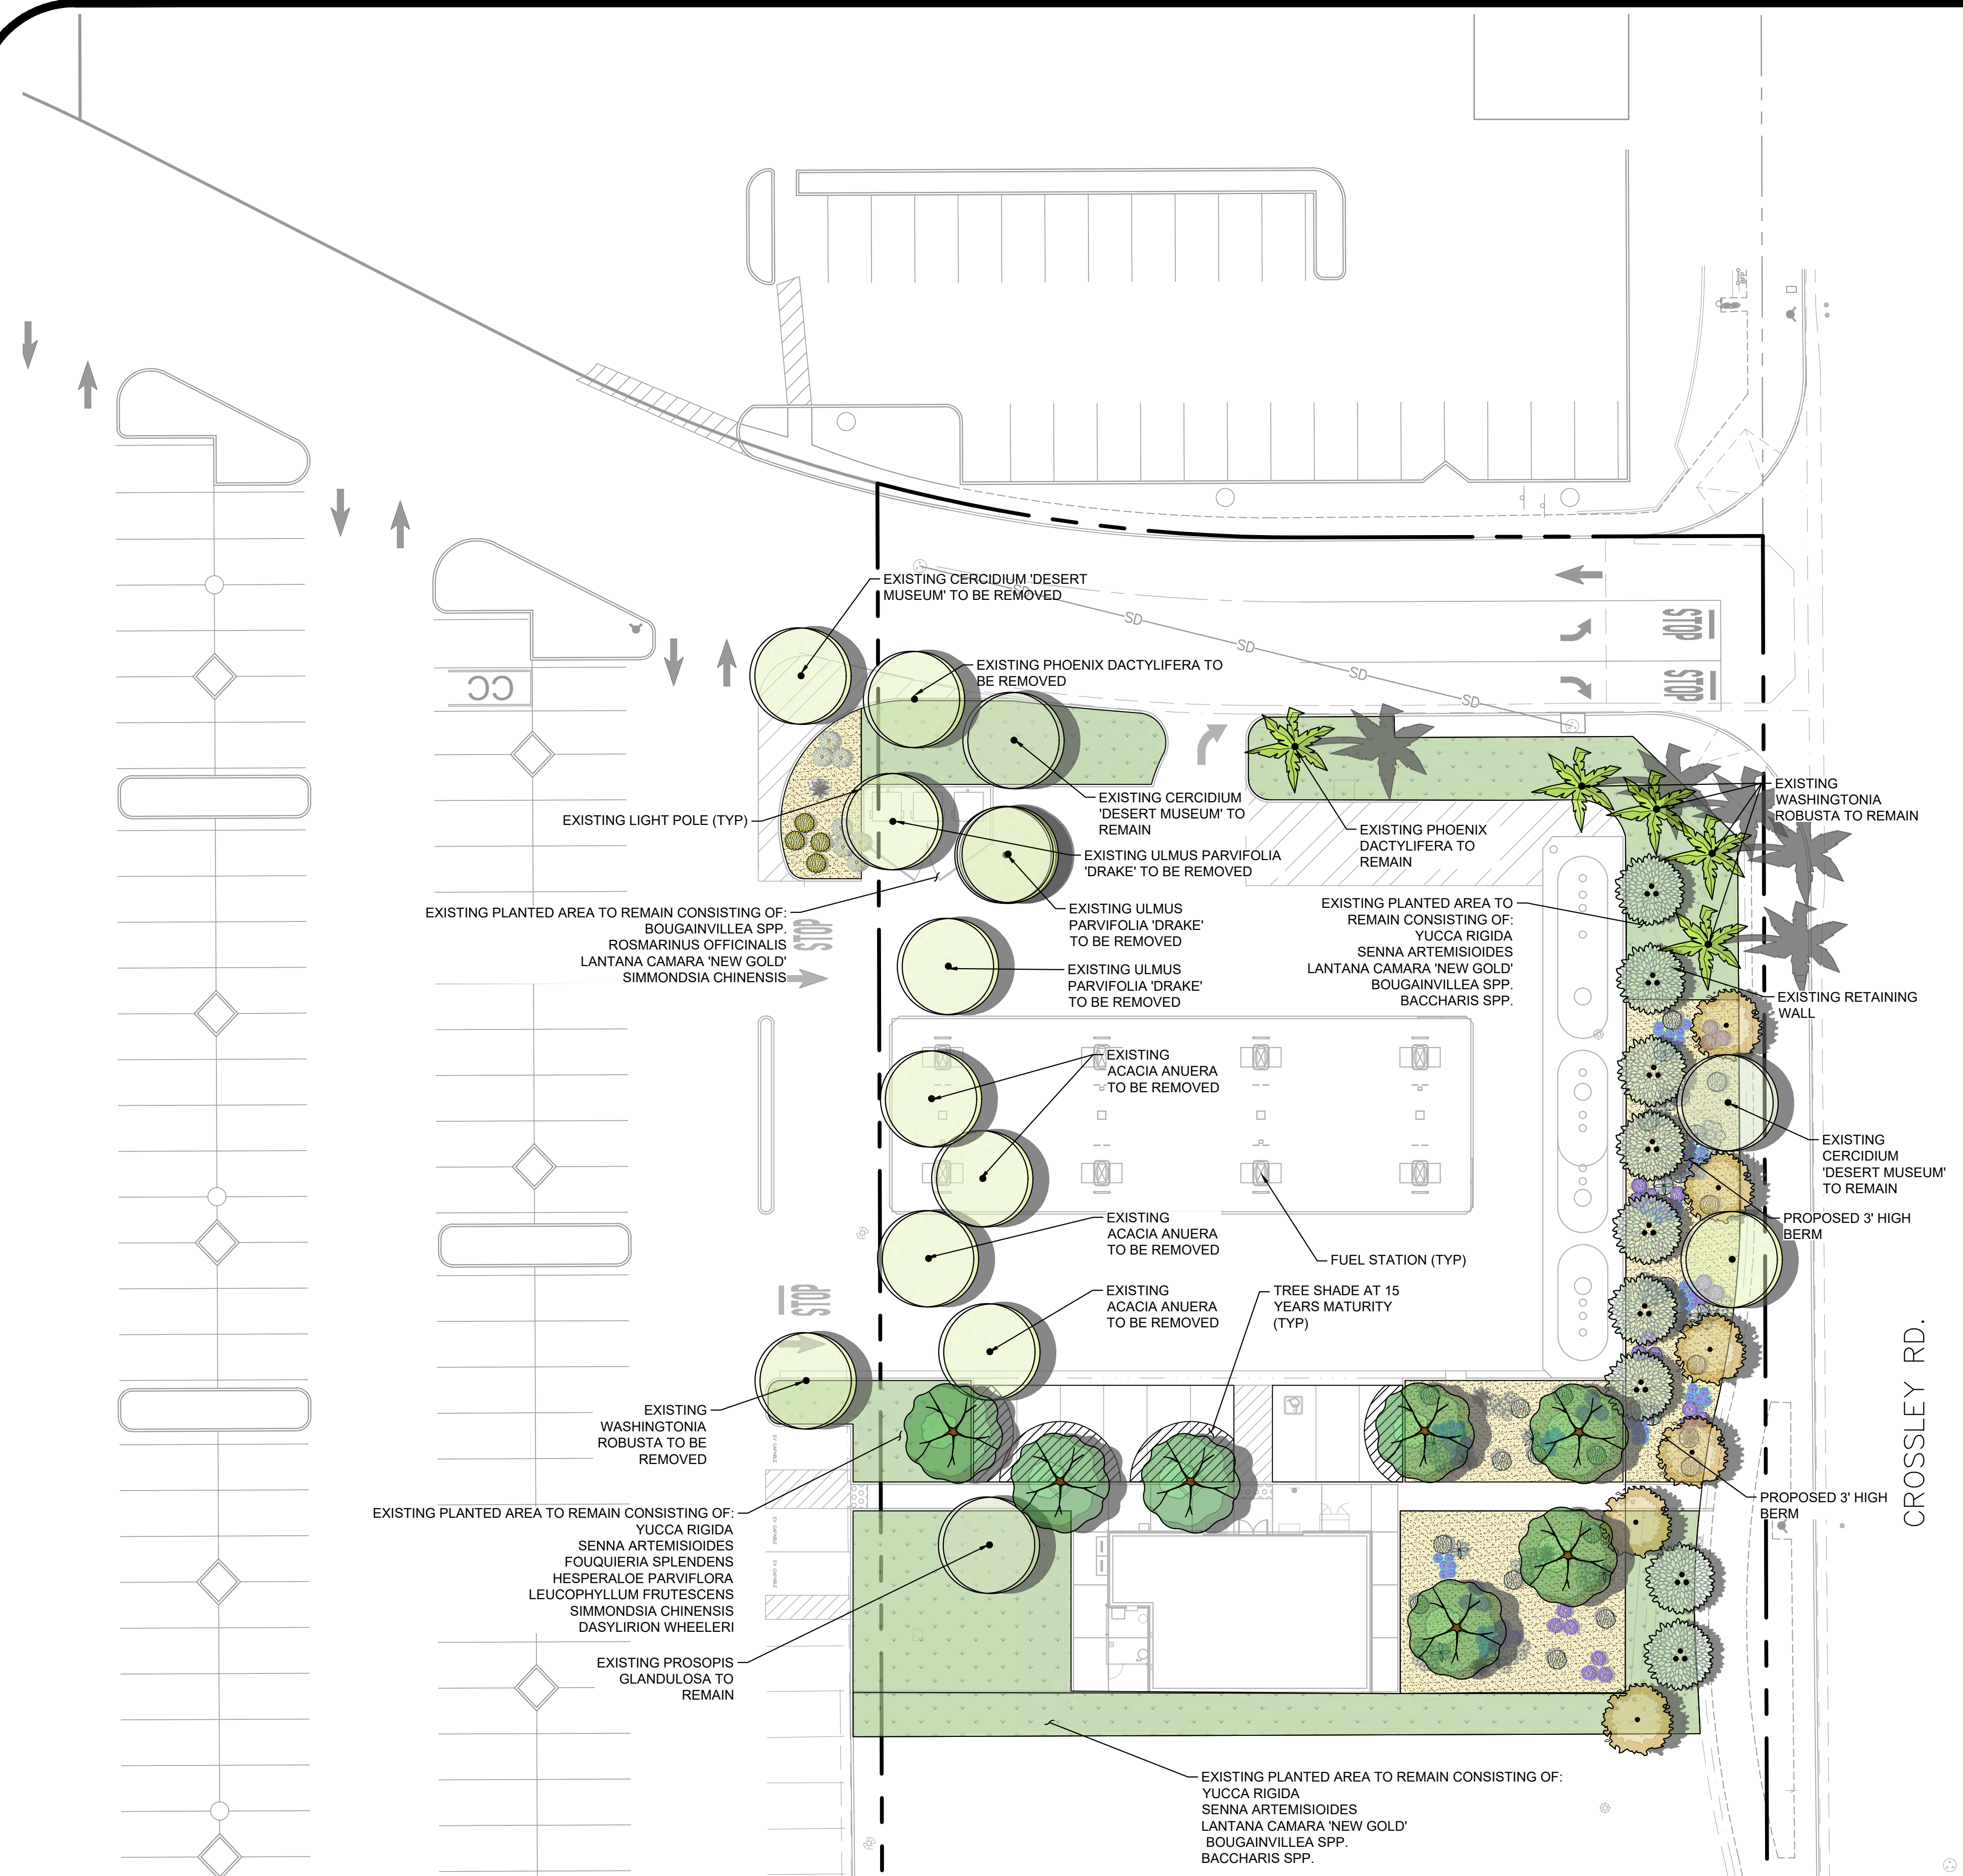 EXISTING CERCIDIUM 'DESERT
MUSEUM' TO BE REMOVED
SD
SD
SD
SD
SD
STOP
STOP
CC
EXISTING PHOENIX DACTYLIFERA TO
BE REMOVED
EXISTING LIGHT POLE (TYP)
EXISTING CERCIDIUM
'DESERT MUSEUM' TO
REMAIN
EXISTING ULMUS PARVIFOLIA
'DRAKE' TO BE REMOVED
EXISTING PHOENIX
DACTYLIFERA TO
REMAIN
EXISTING
WASHINGTONIA
ROBUSTA TO REMAIN
EXISTING PLANTED AREA TO REMAIN CONSISTING OF:
BOUGAINVILLEA SPP.
ROSMARINUS OFFICINALIS
LANTANA CAMARA 'NEW GOLD'
SIMMONDSIA CHINENSIS
STOP
EXISTING ULMUS
PARVIFOLIA 'DRAKE'
TO BE REMOVED
EXISTING ULMUS
PARVIFOLIA 'DRAKE'
TO BE REMOVED
EXISTING PLANTED AREA TO
REMAIN CONSISTING OF:
YUCCA RIGIDA
SENNA ARTEMISIOIDES
LANTANA CAMARA 'NEW GOLD'
BOUGAINVILLEA SPP.
BACCHARIS SPP.
EXISTING RETAINING
WALL
EXISTING
ACACIA ANUERA
TO BE REMOVED
EXISTING
CERCIDIUM
'DESERT MUSEUM'
TO REMAIN
EXISTING
ACACIA ANUERA
TO BE REMOVED
PROPOSED 3' HIGH
BERM
FUEL STATION (TYP)
STOP
EXISTING
ACACIA ANUERA
TO BE REMOVED
TREE SHADE AT 15
YEARS MATURITY
(TYP)
CROSSLEY RD.
EXISTING
WASHINGTONIA
ROBUSTA TO BE
REMOVED
EV CAPABLE
EV CAPABLE
EV CAPABLE
PROPOSED 3' HIGH
BERM
EXISTING PLANTED AREA TO REMAIN CONSISTING OF:
YUCCA RIGIDA
SENNA ARTEMISIOIDES
FOUQUIERIA SPLENDENS
HESPERALOE PARVIFLORA
LEUCOPHYLLUM FRUTESCENS
SIMMONDSIA CHINENSIS
DASYLIRION WHEELERI
EXISTING PROSOPIS
GLANDULOSA TO
REMAIN
EXISTING PLANTED AREA TO REMAIN CONSISTING OF:
YUCCA RIGIDA
SENNA ARTEMISIOIDES
LANTANA CAMARA 'NEW GOLD'
BOUGAINVILLEA SPP.
BACCHARIS SPP.